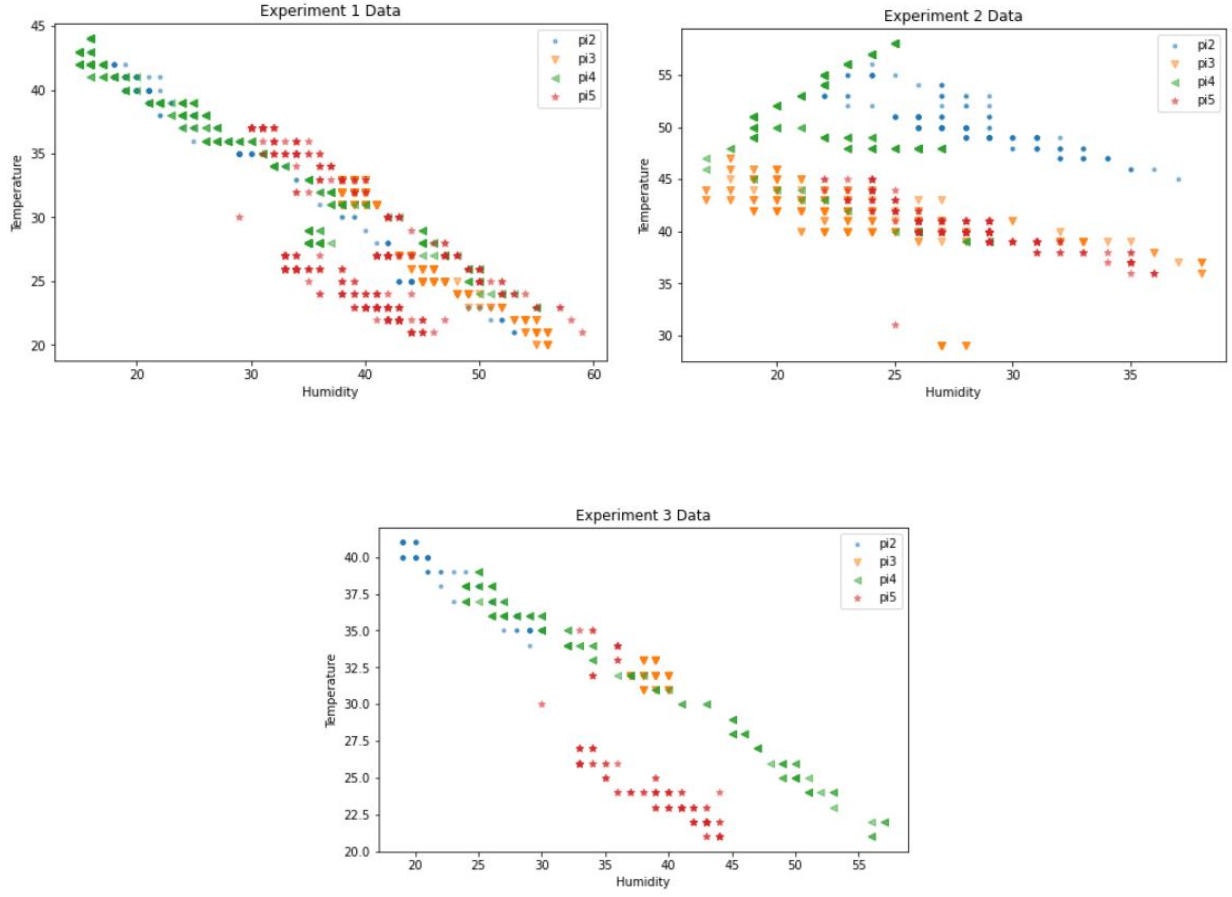 Experiment 1 Data
45
40
35
30
25
20
Temperature
20
30
40
50
60
Humidity
pi2
pi3
pi4
pi5
Experiment 2 Data
55
50
45
40
35
30
Temperature
20
25
30
35
Humidity
pi2
pi3
pi4
pi5
Experiment 3 Data
40.0
37.5
35.0
32.5
30.0
27.5
25.0
22.5
20.0
Temperature
20
25
30
35
40
45
50
55
Humidity
pi2
pi3
pi4
pi5